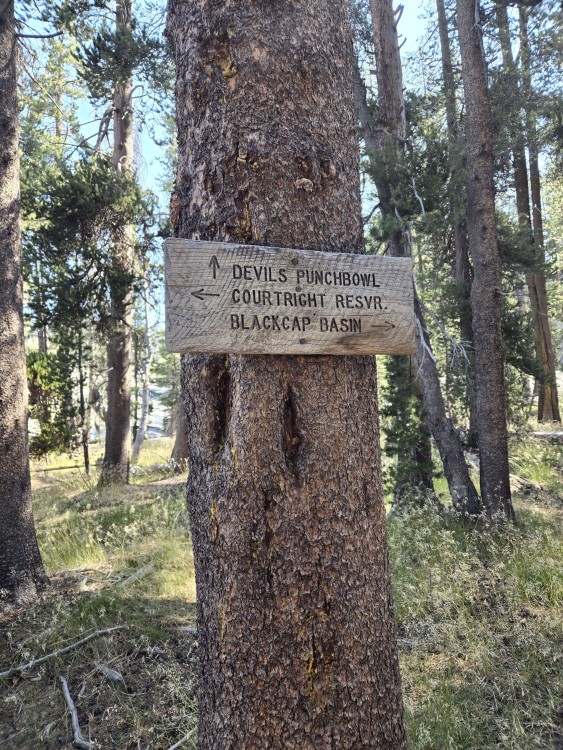 ↑ DEVILS PUNCHBOWL
← COURTRIGHT RESVR.
BLACKCAP BASIN →